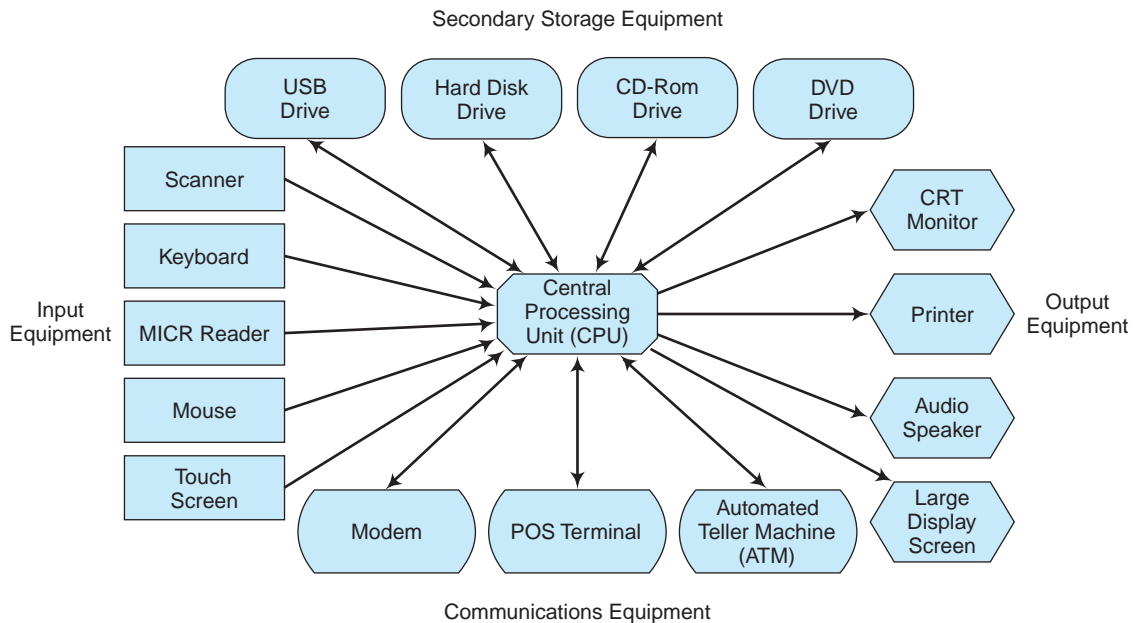 Secondary Storage Equipment
USB
Drive
Hard Disk
Drive
CD-Rom
Drive
DVD
Drive
Scanner
Keyboard
Input
Equipment
MICR Reader
Mouse
Touch
Screen
Central
Processing
Unit (CPU)
CRT
Monitor
Printer
Output
Equipment
Audio
Speaker
Large
Display
Screen
Modem
POS Terminal
Automated
Teller Machine
(ATM)
Communications Equipment